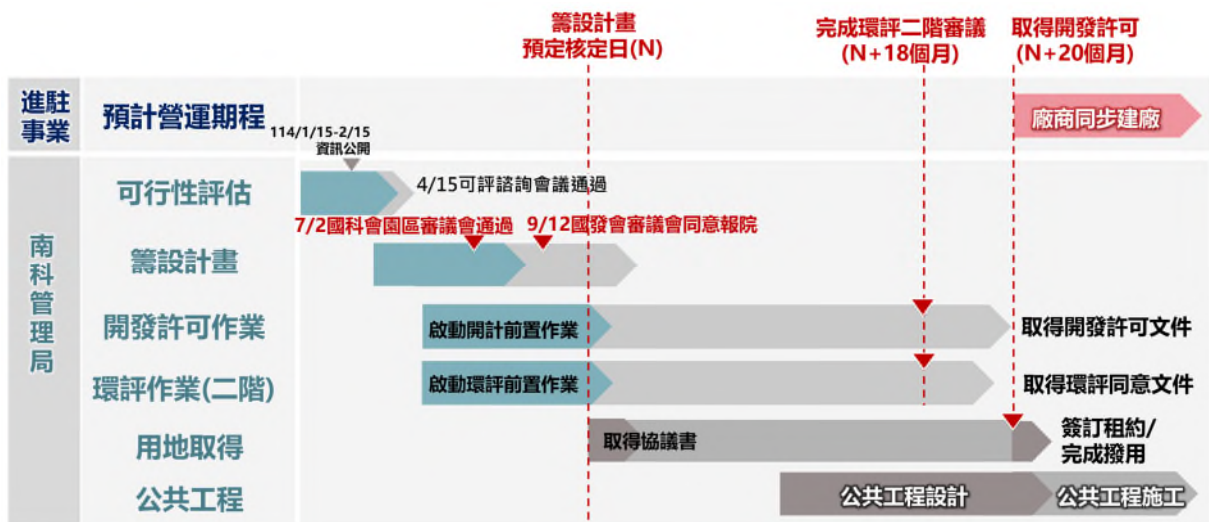 籌設計畫
預定核定日(N)
完成環評二階審議
(N+18個月)
取得開發許可
(N+20個月)
進駐
事業
預計營運期程
廠商同步建廠
114/1/15-2/15
資訊公開
南科管理局
可行性評估
4/15可評諮詢會議通過
7/2國科會園區審議會通過
9/12國發會審議會同意報院
籌設計畫
開發許可作業
啟動開計前置作業
取得開發許可文件
環評作業(二階)
啟動環評前置作業
取得環評同意文件
用地取得
取得協議書
簽訂租約/
完成撥用
公共工程
公共工程設計
公共工程施工